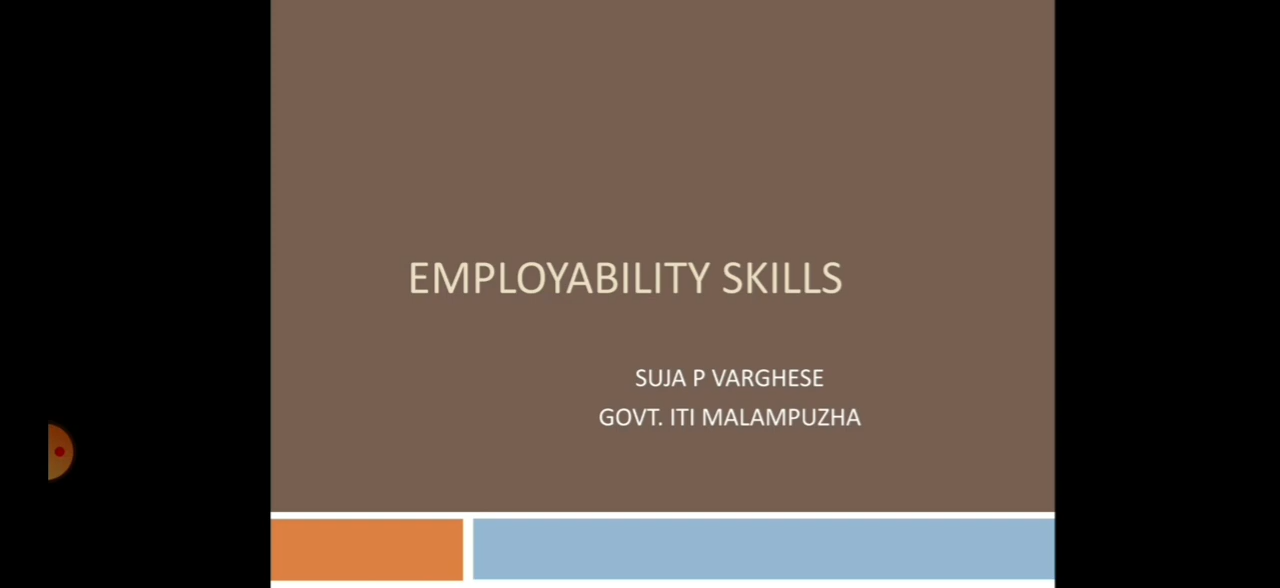 EMPLOYABILITY SKILLS
SUJA P VARGHESE
GOVT. ITI MALAMPUZHA